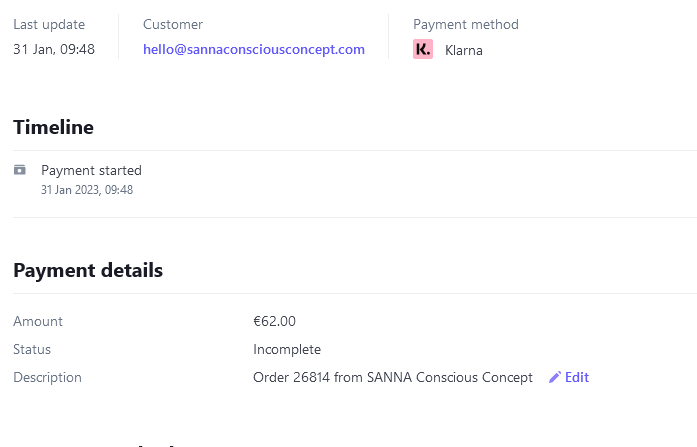 Last update
Customer
Payment method
31 Jan, 09:48
hello@sannaconsciousconcept.com
K. Klarna
Timeline
Payment started
31 Jan 2023, 09:48
Payment details
Amount €62.00
Status Incomplete
Description Order 26814 from SANNA Conscious Concept Edit